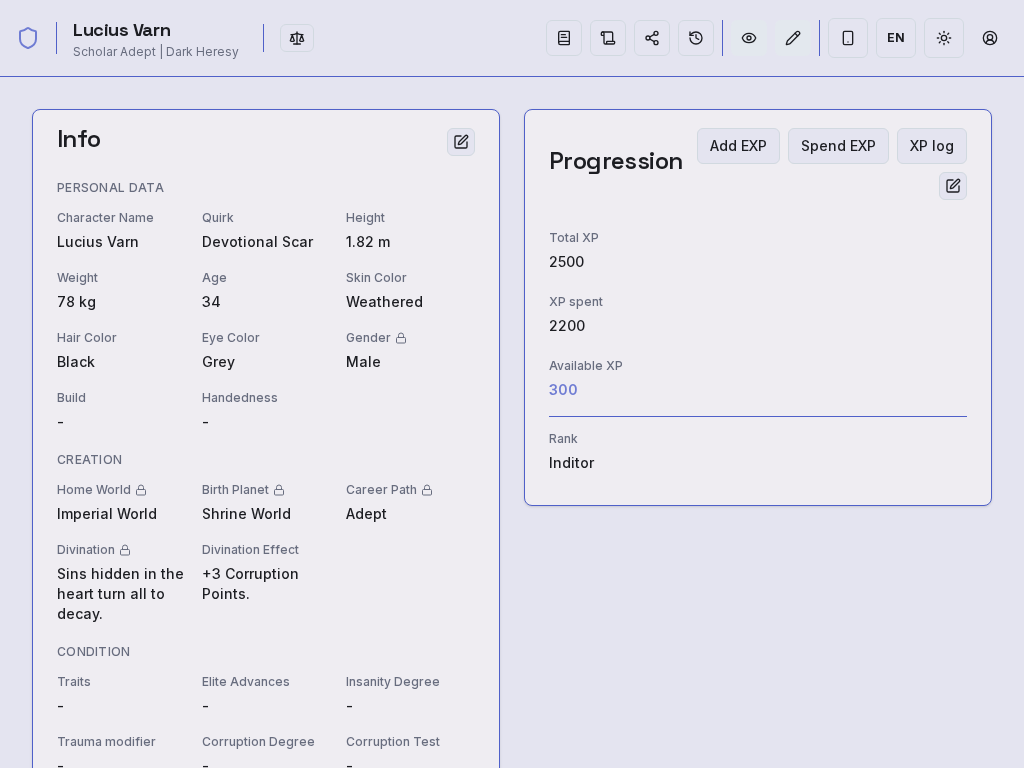 Lucius Varn
Scholar Adept | Dark Heresy
EN
Info
PERSONAL DATA
Character Name Quirk Height
Lucius Varn Devotional Scar 1.82 m
Weight Age Skin Color
78 kg 34 Weathered
Hair Color Eye Color Gender
Black Grey Male
Build Handedness
- -
CREATION
Home World Birth Planet Career Path
Imperial World Shrine World Adept
Divination Divination Effect
Sins hidden in the +3 Corruption
heart turn all to Points.
decay.
CONDITION
Traits Elite Advances Insanity Degree
- - -
Trauma modifier Corruption Degree Corruption Test
- - -
Progression
Add EXP Spend EXP XP log
Total XP
2500
XP spent
2200
Available XP
300
Rank
Inditor